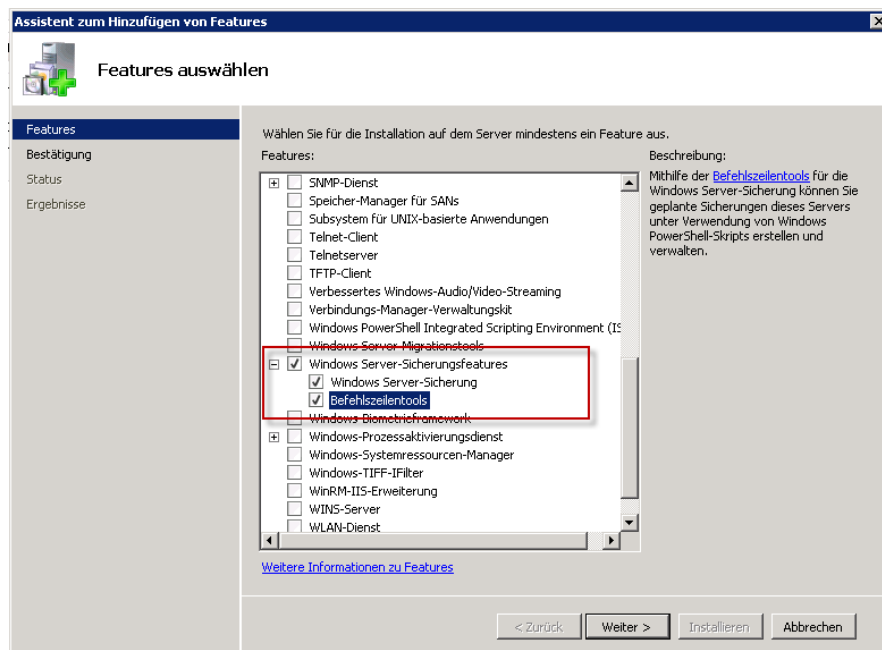 Assistent zum Hinzufügen von Features
Features auswählen
Features
Bestätigung
Status
Ergebnisse
Wählen Sie für die Installation auf dem Server mindestens ein Feature aus.
Features:
SNMP-Dienst
Speicher-Manager für SANs
Subsystem für UNIX-basierte Anwendungen
Telnet-Client
Telnetserver
TFTP-Client
Verbessertes Windows-Audio/Video-Streaming
Verbindungs-Manager-Verwaltungskit
Windows PowerShell Integrated Scripting Environment (IS
Windows Server-Migrationstools
Windows Server-Sicherungsfeatures
Windows Server-Sicherung
Befehlszeilentools
Windows-Biometrieframework
Windows-Prozessaktivierungsdienst
Windows-Systemressourcen-Manager
Windows-TIFF-IFilter
WinRM-IIS-Erweiterung
WINS-Server
WLAN-Dienst
Beschreibung:
Mithilfe der Befehlszeilentools für die
Windows Server-Sicherung können Sie
geplante Sicherungen dieses Servers
unter Verwendung von Windows
PowerShell-Skripts erstellen und
verwalten.
Weitere Informationen zu Features
< Zurück
Weiter >
Installieren
Abbrechen